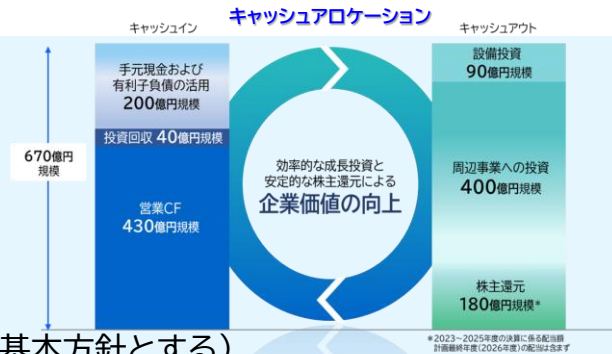 キャッシュアロケーション
キャッシュイン
キャッシュアウト
手元現金および
有利子負債の活用
200億円規模
投資回収 40億円規模
営業CF
430億円規模
670億円
規模
効率的な成長投資と
安定的な株主還元による
企業価値の向上
設備投資
90億円規模
周辺事業への投資
400億円規模
株主還元
180億円規模*
*2023~2025年度の決算に係る配当額
計画最終年度(2026年度)の配当は含まず
基本方針とする)